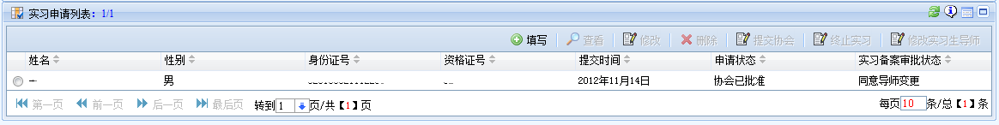 实习申请列表：1/1
填写 查看 修改 删除 提交协会 终止实习 修改实习生导师
姓名 性别 身份证号 资格证号 提交时间 申请状态 实习备案审批状态
男 2012年11月14日 协会已批准 同意导师变更
第一页 前一页 后一页 最后页 转到1页/共【1】页 每页10条/总【1】条